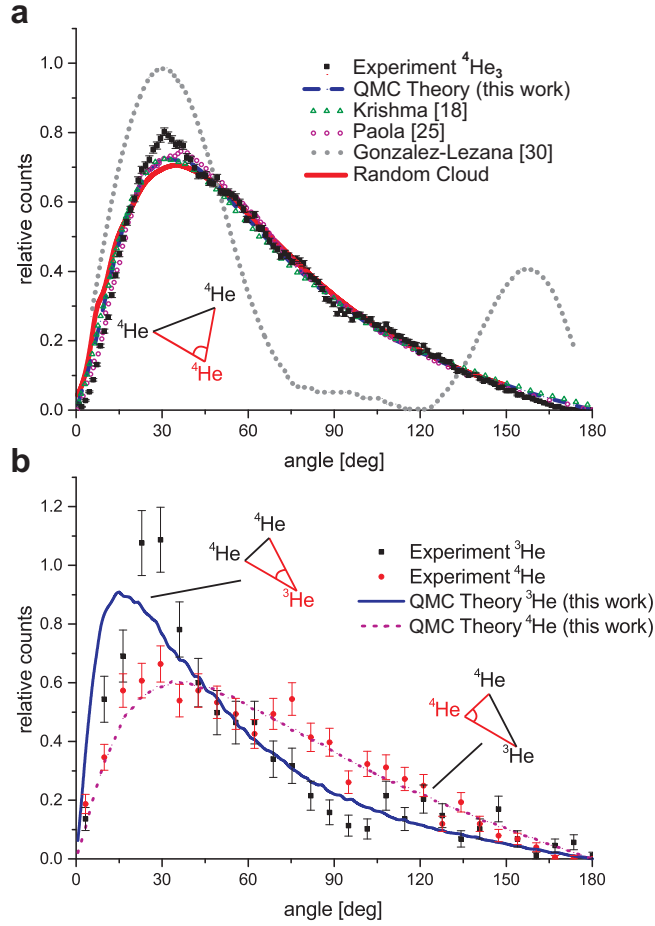 a
Experiment ⁴He₃
QMC Theory (this work)
Krishma [18]
Paola [25]
Gonzalez-Lezana [30]
Random Cloud
relative counts
1.0
0.8
0.6
0.4
0.2
0.0
⁴He
⁴He
⁴He
0 30 60 90 120 150 180
angle [deg]
b
Experiment ³He
Experiment ⁴He
QMC Theory ³He (this work)
QMC Theory ⁴He (this work)
relative counts
1.2
1.0
0.8
0.6
0.4
0.2
0.0
⁴He
⁴He
³He
⁴He
⁴He
³He
0 30 60 90 120 150 180
angle [deg]